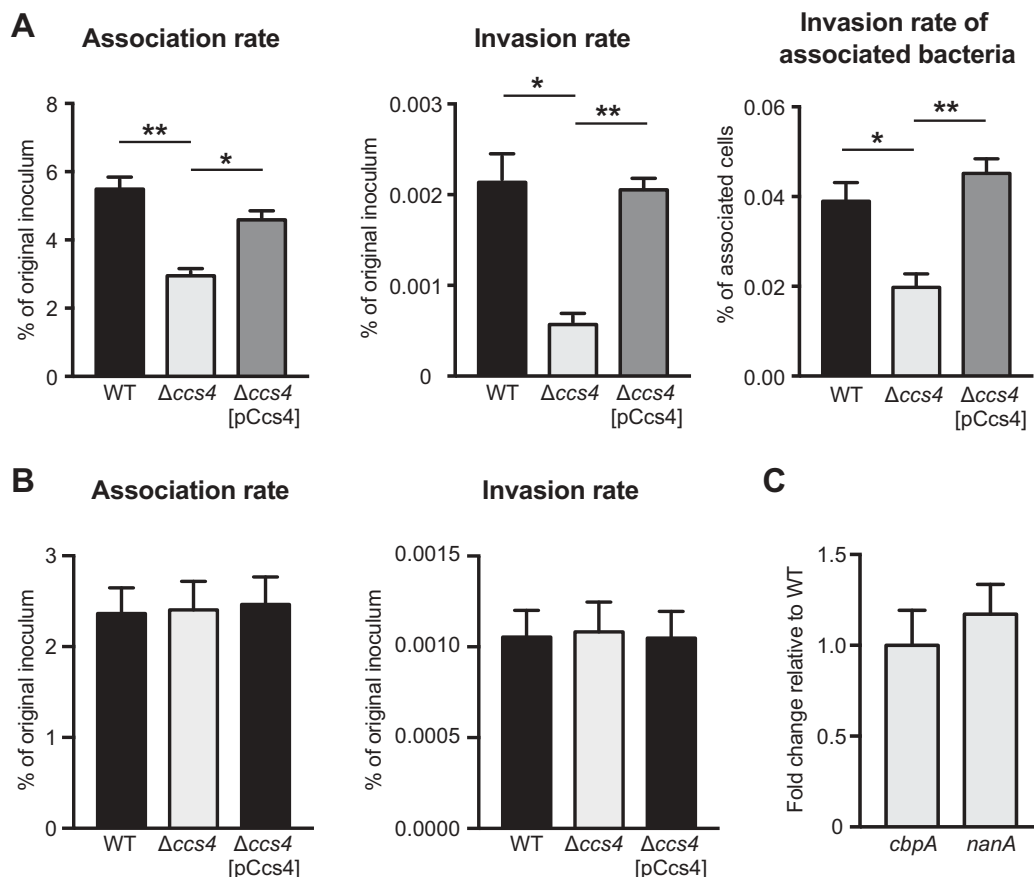 A
Association rate
% of original inoculum
8
6
4
2
0
**
*
WT
Δccs4
Δccs4
[pCcs4]
Invasion rate
% of original inoculum
0.003
0.002
0.001
0
*
**
WT
Δccs4
Δccs4
[pCcs4]
Invasion rate of
associated bacteria
% of associated cells
0.06
0.04
0.02
0.00
*
**
WT
Δccs4
Δccs4
[pCcs4]
B
Association rate
% of original inoculum
3
2
1
0
WT
Δccs4
Δccs4
[pCcs4]
Invasion rate
% of original inoculum
0.0015
0.0010
0.0005
0.0000
WT
Δccs4
Δccs4
[pCcs4]
C
Fold change relative to WT
1.5
1.0
0.5
0
cbpA
nanA